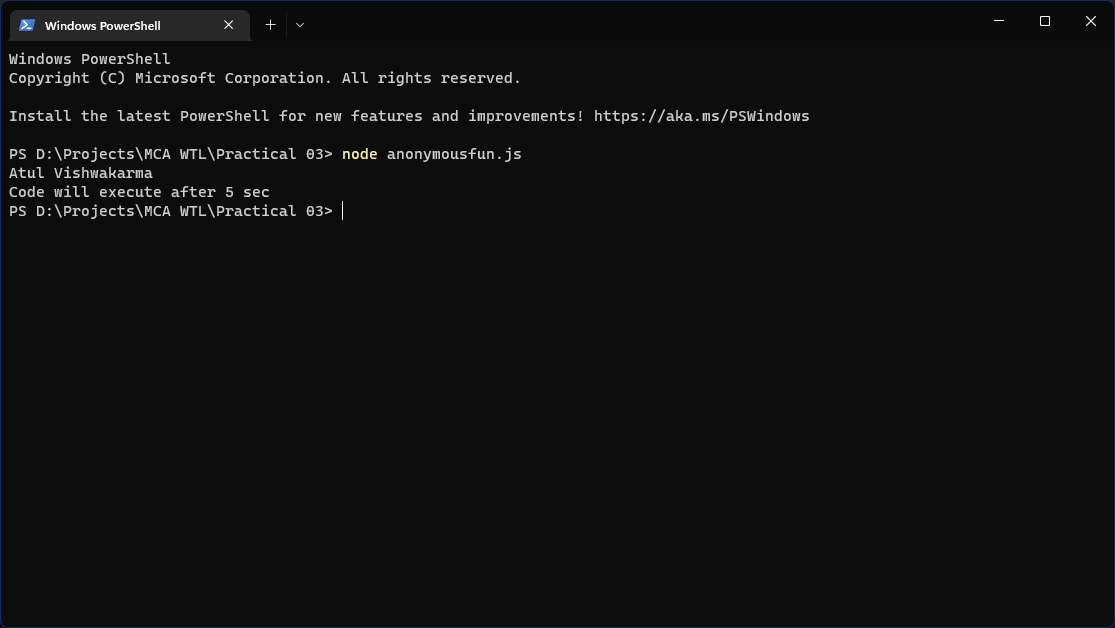 Windows PowerShell
Windows PowerShell
Copyright (C) Microsoft Corporation. All rights reserved.
Install the latest PowerShell for new features and improvements! https://aka.ms/PSWindows
PS D:\Projects\MCA WTL\Practical 03> node anonymousfun.js
Atul Vishwakarma
Code will execute after 5 sec
PS D:\Projects\MCA WTL\Practical 03>